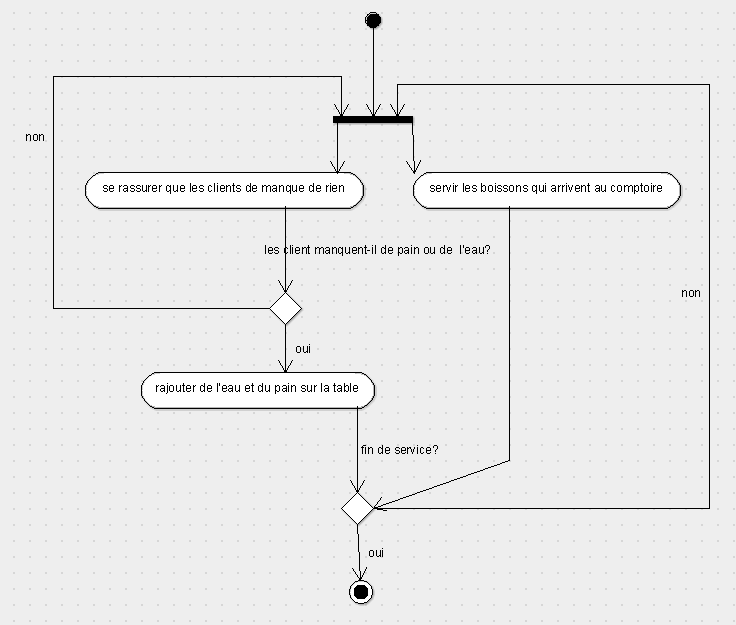 non
se rassurer que les clients de manque de rien
servir les boissons qui arrivent au comptoire
les client manquent-il de pain ou de l'eau?
non
oui
rajouter de l'eau et du pain sur la table
fin de service?
oui